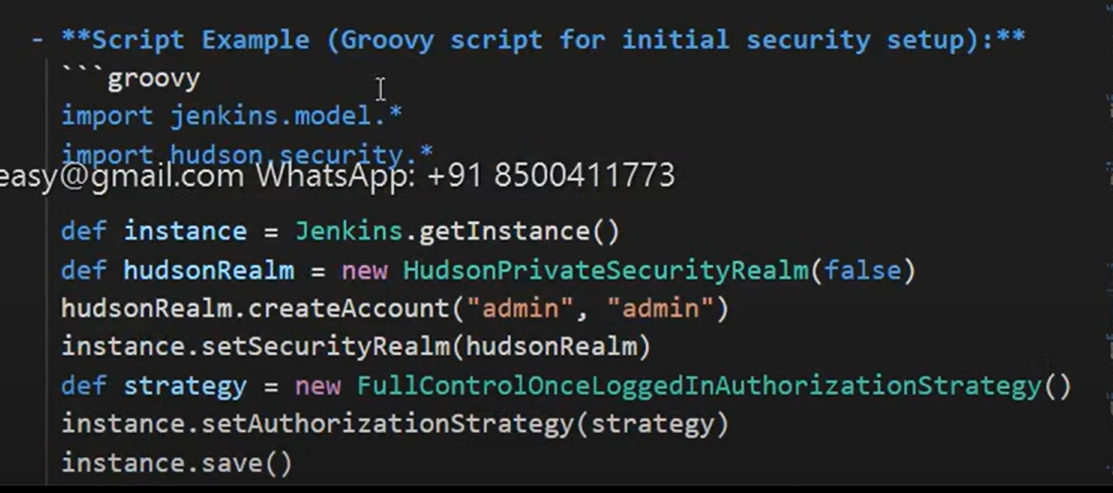 - **Script Example (Groovy script for initial security setup):**
```groovy
import jenkins.model.*
import hudson.security.*
easy@gmail.com WhatsApp: +91 8500411773
def instance = Jenkins.getInstance()
def hudsonRealm = new HudsonPrivateSecurityRealm(false)
hudsonRealm.createAccount("admin", "admin")
instance.setSecurityRealm(hudsonRealm)
def strategy = new FullControlOnceLoggedInAuthorizationStrategy()
instance.setAuthorizationStrategy(strategy)
instance.save()